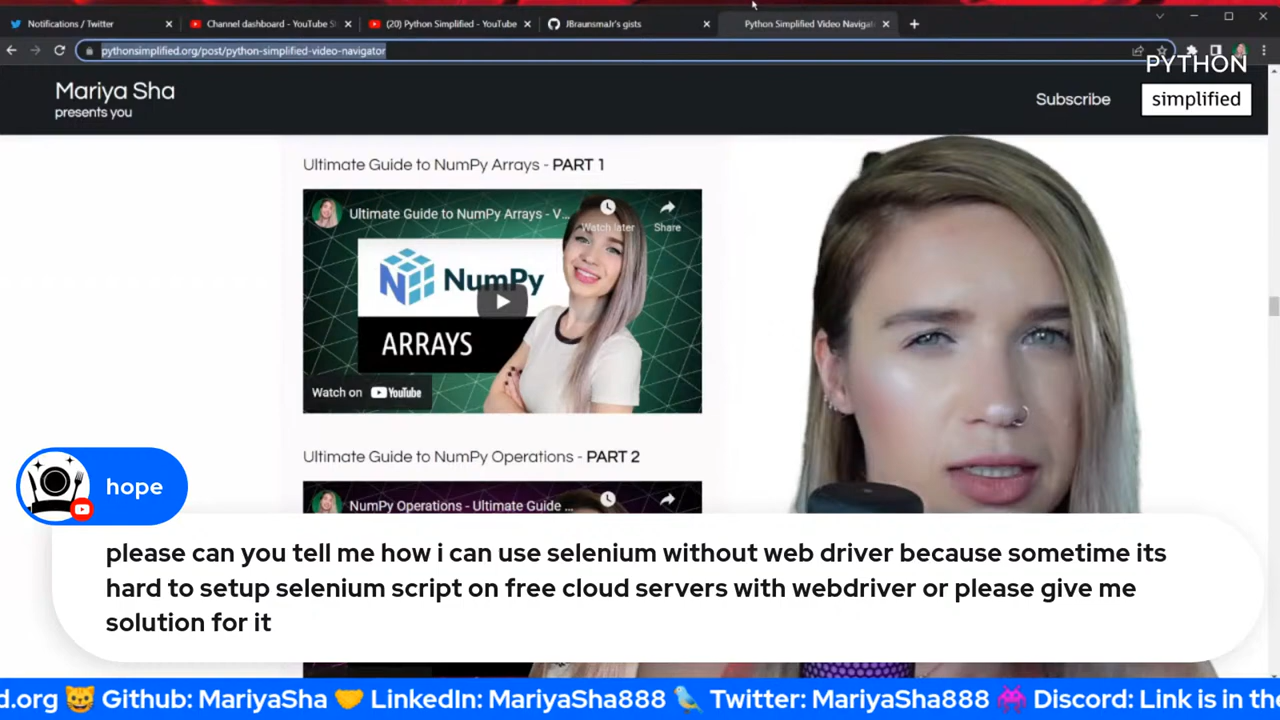 Notifications / Twitter
Channel dashboard - YouTube St
(20) Python Simplified - YouTube
JBraunsmaJr's gists
Python Simplified Video Navigat
pythonsimplified.org/post/python-simplified-video-navigator
PYTHON
simplified
Mariya Sha
presents you
Subscribe
Ultimate Guide to NumPy Arrays - PART 1
Ultimate Guide to NumPy Arrays - V...
Watch later
Share
NumPy
ARRAYS
Watch on YouTube
Ultimate Guide to NumPy Operations - PART 2
NumPy Operations - Ultimate Guide ...
hope
please can you tell me how i can use selenium without web driver because sometime its
hard to setup selenium script on free cloud servers with webdriver or please give me
solution for it
d.org 😺 Github: MariyaSha 🤝 LinkedIn: MariyaSha888 🐦 Twitter: MariyaSha888 👾 Discord: Link is in the